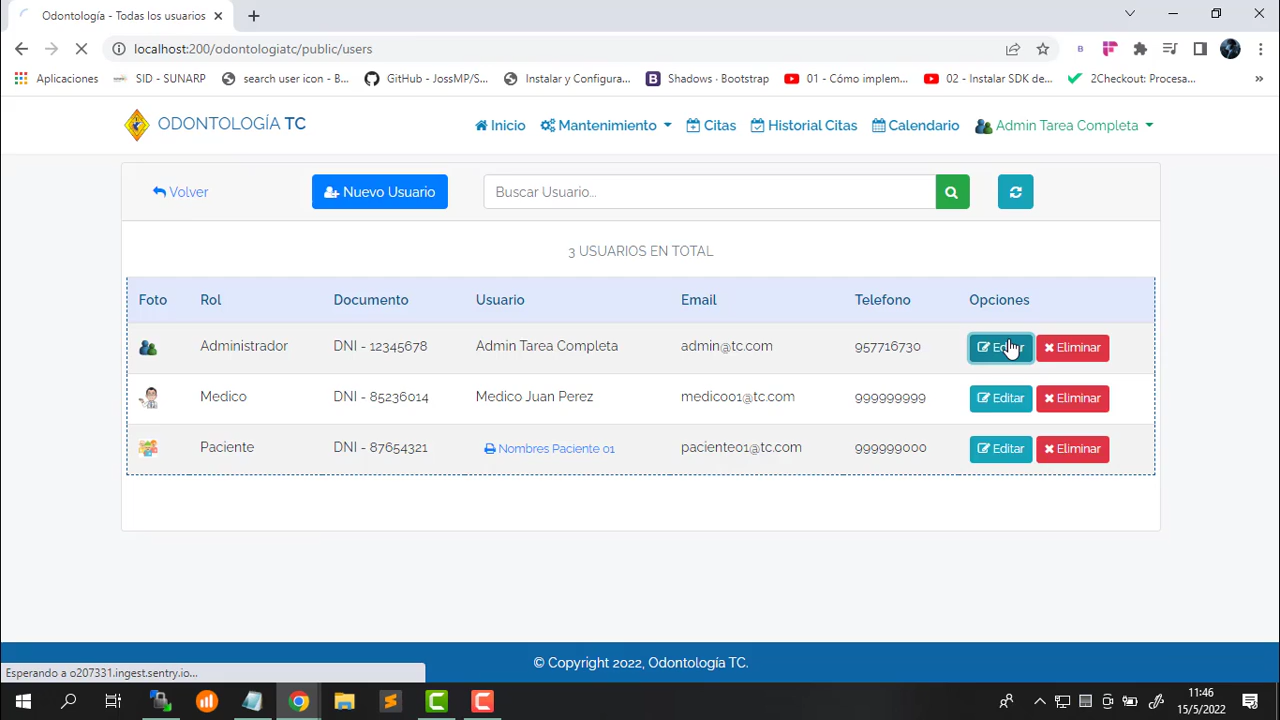 Odontología - Todas los usuarios
localhost:200/odontologiatc/public/users
Aplicaciones SID - SUNARP search user icon - B... GitHub - JossMP/S... Instalar y Configura... Shadows · Bootstrap 01 - Cómo implem... 02 - Instalar SDK de... 2Checkout: Procesa... »
ODONTOLOGÍA TC Inicio Mantenimiento Citas Historial Citas Calendario Admin Tarea Completa
Volver Nuevo Usuario Buscar Usuario...
3 USUARIOS EN TOTAL
Foto Rol Documento Usuario Email Telefono Opciones
Administrador DNI - 12345678 Admin Tarea Completa admin@tc.com 957716730 Editar Eliminar
Medico DNI - 85236014 Medico Juan Perez medico01@tc.com 999999999 Editar Eliminar
Paciente DNI - 87654321 Nombres Paciente 01 paciente01@tc.com 999999000 Editar Eliminar
© Copyright 2022, Odontología TC.
Esperando a o207331.ingest.sentry.io...
11:46
15/5/2022